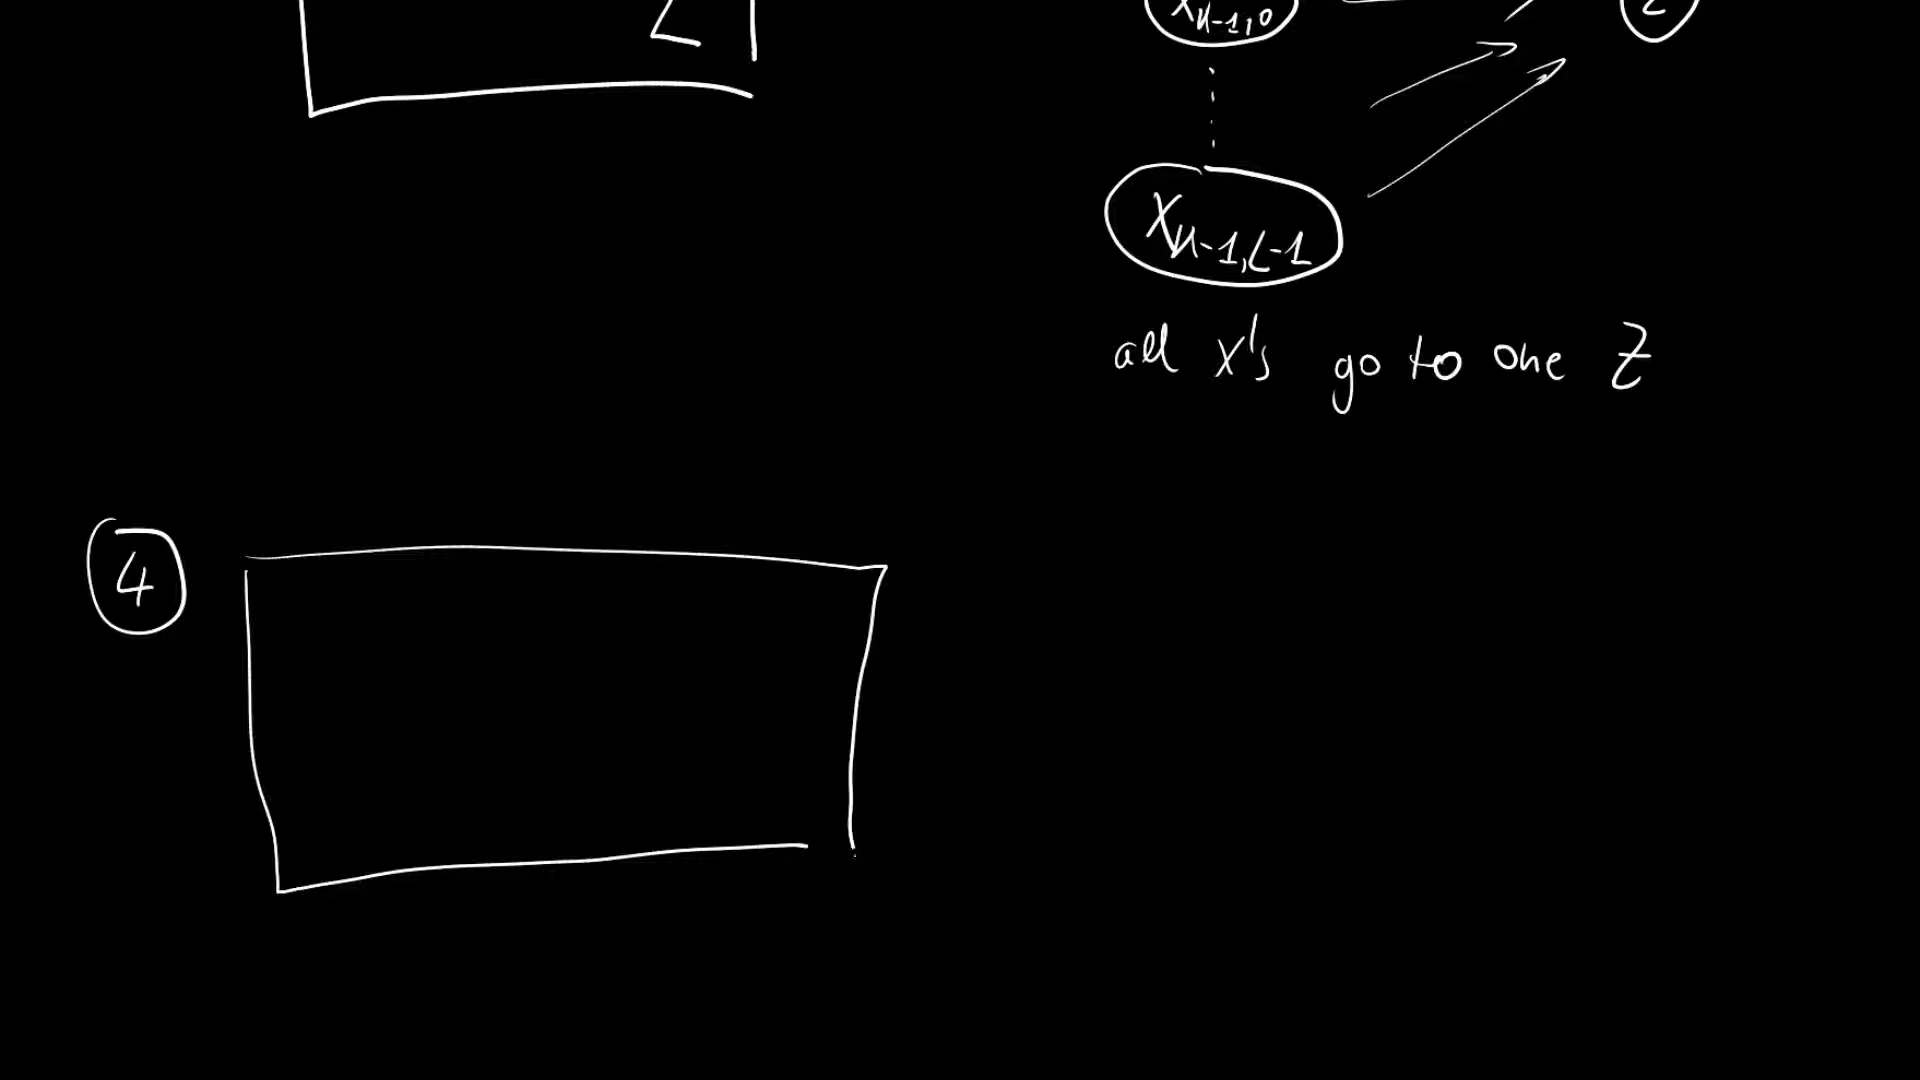 L
X_{n-1,0}
X_{n-1,L-1}
all x's go to one Z
4